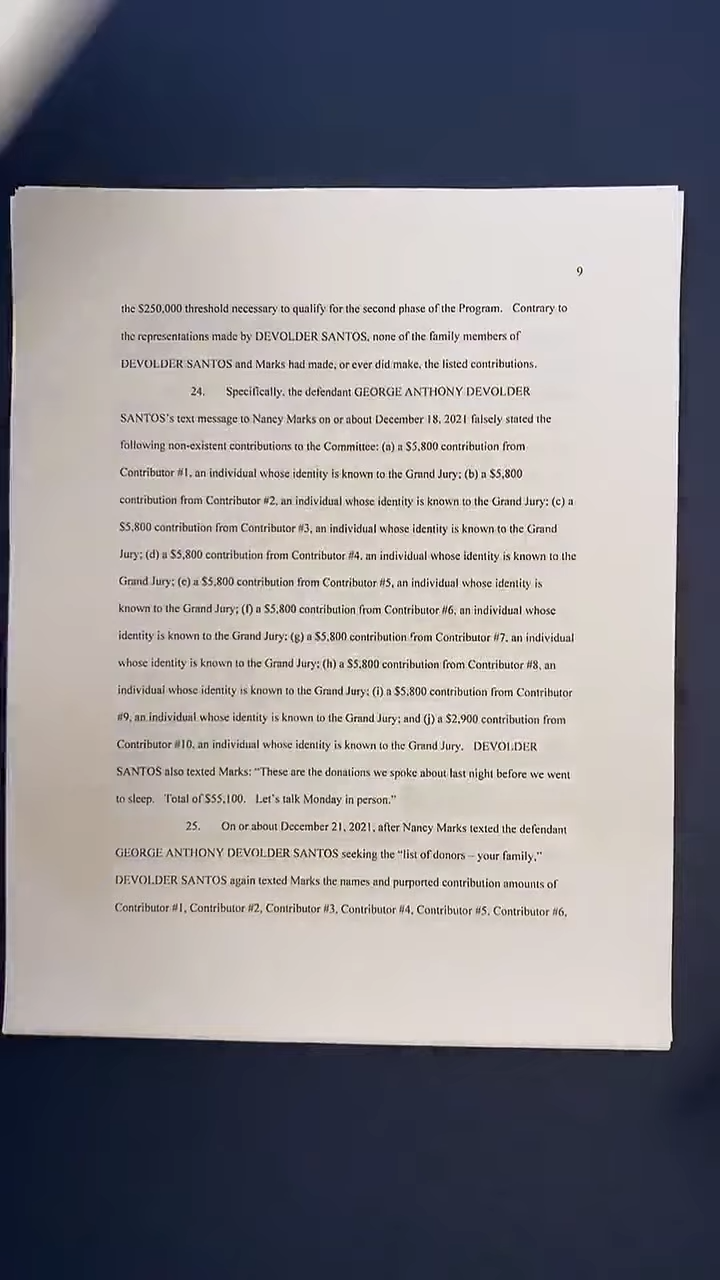 9
the $250,000 threshold necessary to qualify for the second phase of the Program. Contrary to
the representations made by DEVOLDER SANTOS, none of the family members of
DEVOLDER SANTOS and Marks had made, or ever did make, the listed contributions.
24. Specifically, the defendant GEORGE ANTHONY DEVOLDER
SANTOS's text message to Nancy Marks on or about December 18, 2021 falsely stated the
following non-existent contributions to the Committee: (a) a $5,800 contribution from
Contributor #1, an individual whose identity is known to the Grand Jury; (b) a $5,800
contribution from Contributor #2, an individual whose identity is known to the Grand Jury; (c) a
$5,800 contribution from Contributor #3, an individual whose identity is known to the Grand
Jury; (d) a $5,800 contribution from Contributor #4, an individual whose identity is known to the
Grand Jury; (e) a $5,800 contribution from Contributor #5, an individual whose identity is
known to the Grand Jury; (f) a $5,800 contribution from Contributor #6, an individual whose
identity is known to the Grand Jury; (g) a $5,800 contribution from Contributor #7, an individual
whose identity is known to the Grand Jury; (h) a $5,800 contribution from Contributor #8, an
individual whose identity is known to the Grand Jury; (i) a $5,800 contribution from Contributor
#9, an individual whose identity is known to the Grand Jury; and (j) a $2,900 contribution from
Contributor #10, an individual whose identity is known to the Grand Jury. DEVOLDER
SANTOS also texted Marks: “These are the donations we spoke about last night before we went
to sleep. Total of $55,100. Let’s talk Monday in person.”
25. On or about December 21, 2021, after Nancy Marks texted the defendant
GEORGE ANTHONY DEVOLDER SANTOS seeking the “list of donors – your family,”
DEVOLDER SANTOS again texted Marks the names and purported contribution amounts of
Contributor #1, Contributor #2, Contributor #3, Contributor #4, Contributor #5, Contributor #6,